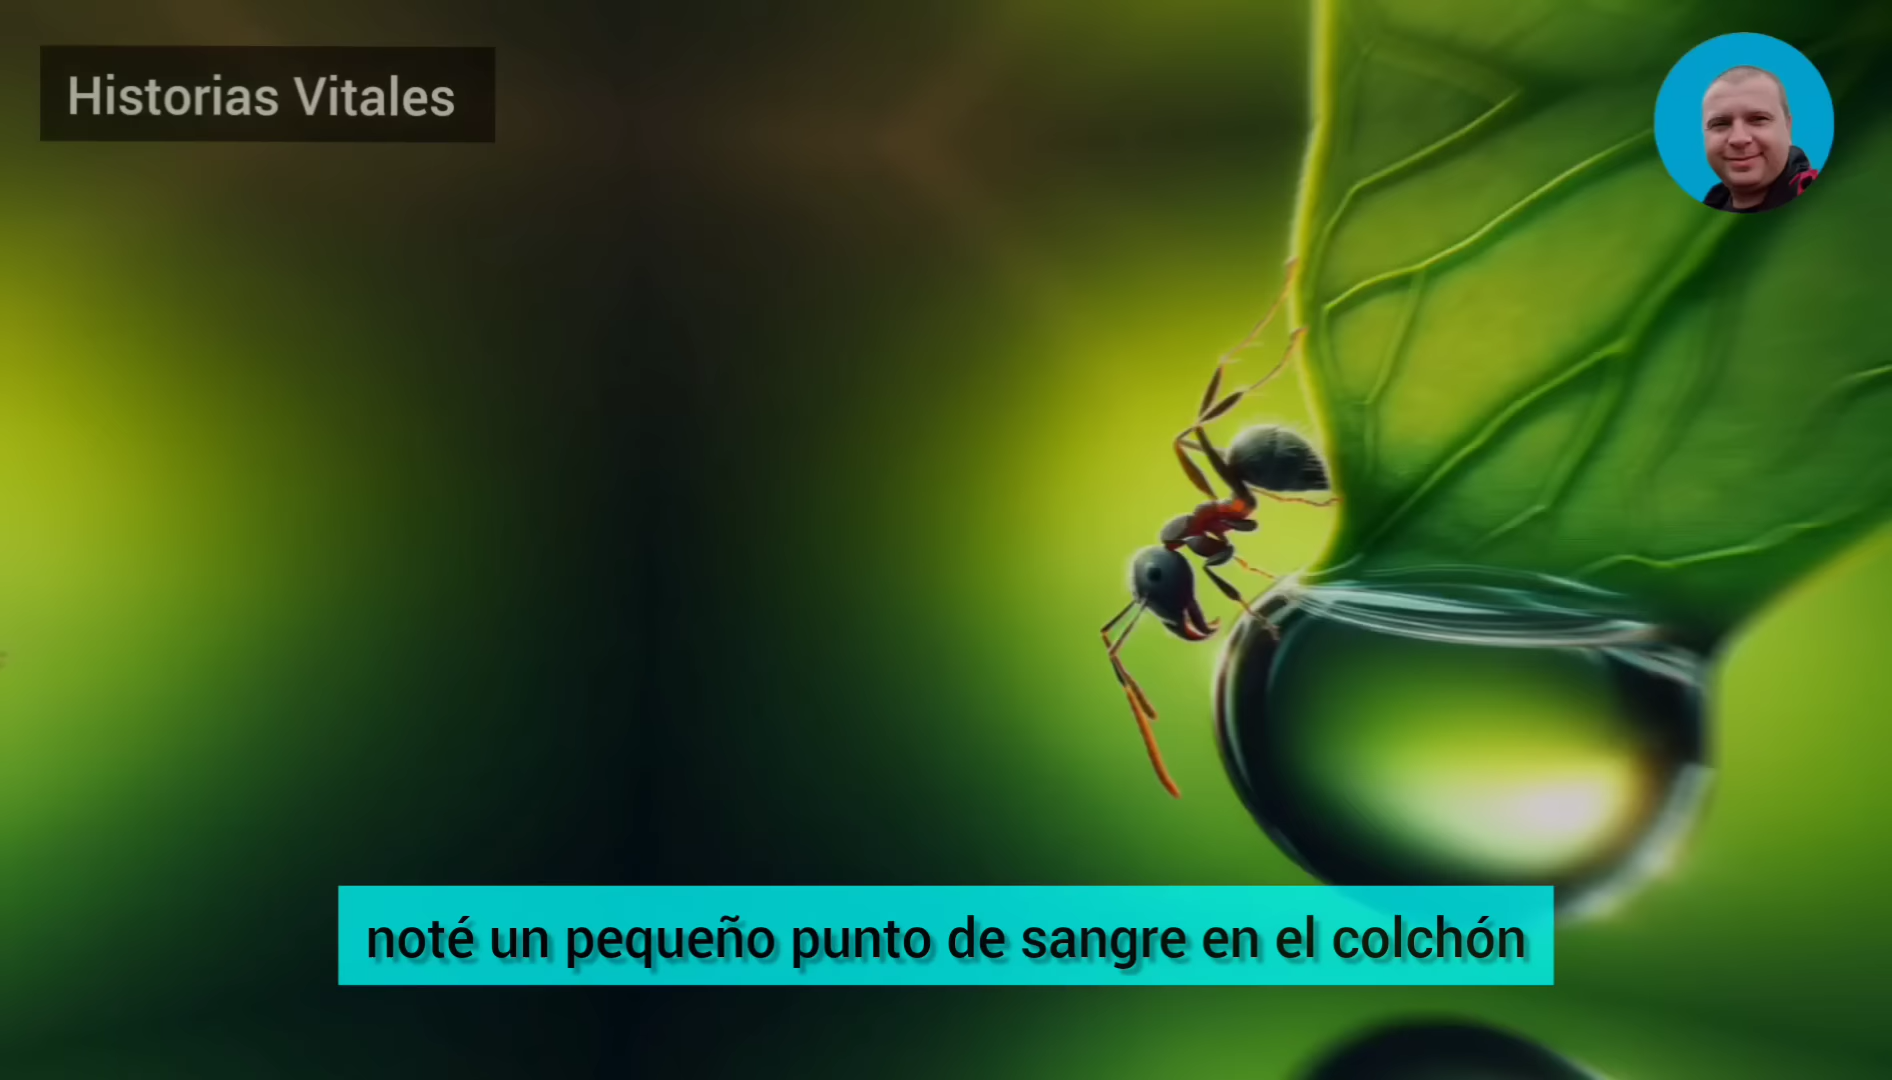 Historias Vitales
noté un pequeño punto de sangre en el colchón